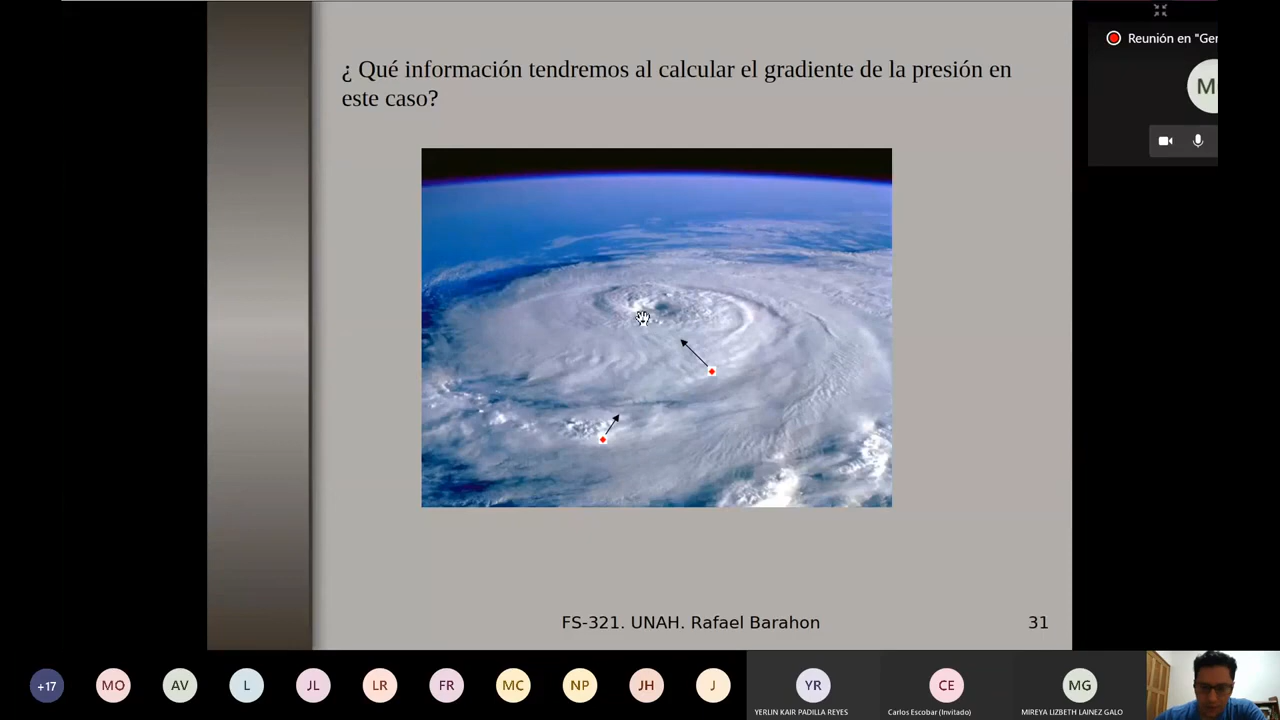 ¿ Qué información tendremos al calcular el gradiente de la presión en
este caso?
Reunión en "Ger
M
FS-321. UNAH. Rafael Barahon
31
+17
MO
AV
L
JL
LR
FR
MC
NP
JH
J
YR
CE
MG
YERLIN KAIR PADILLA REYES
Carlos Escobar (Invitado)
MIREYA LIZBETH LAINEZ GALO